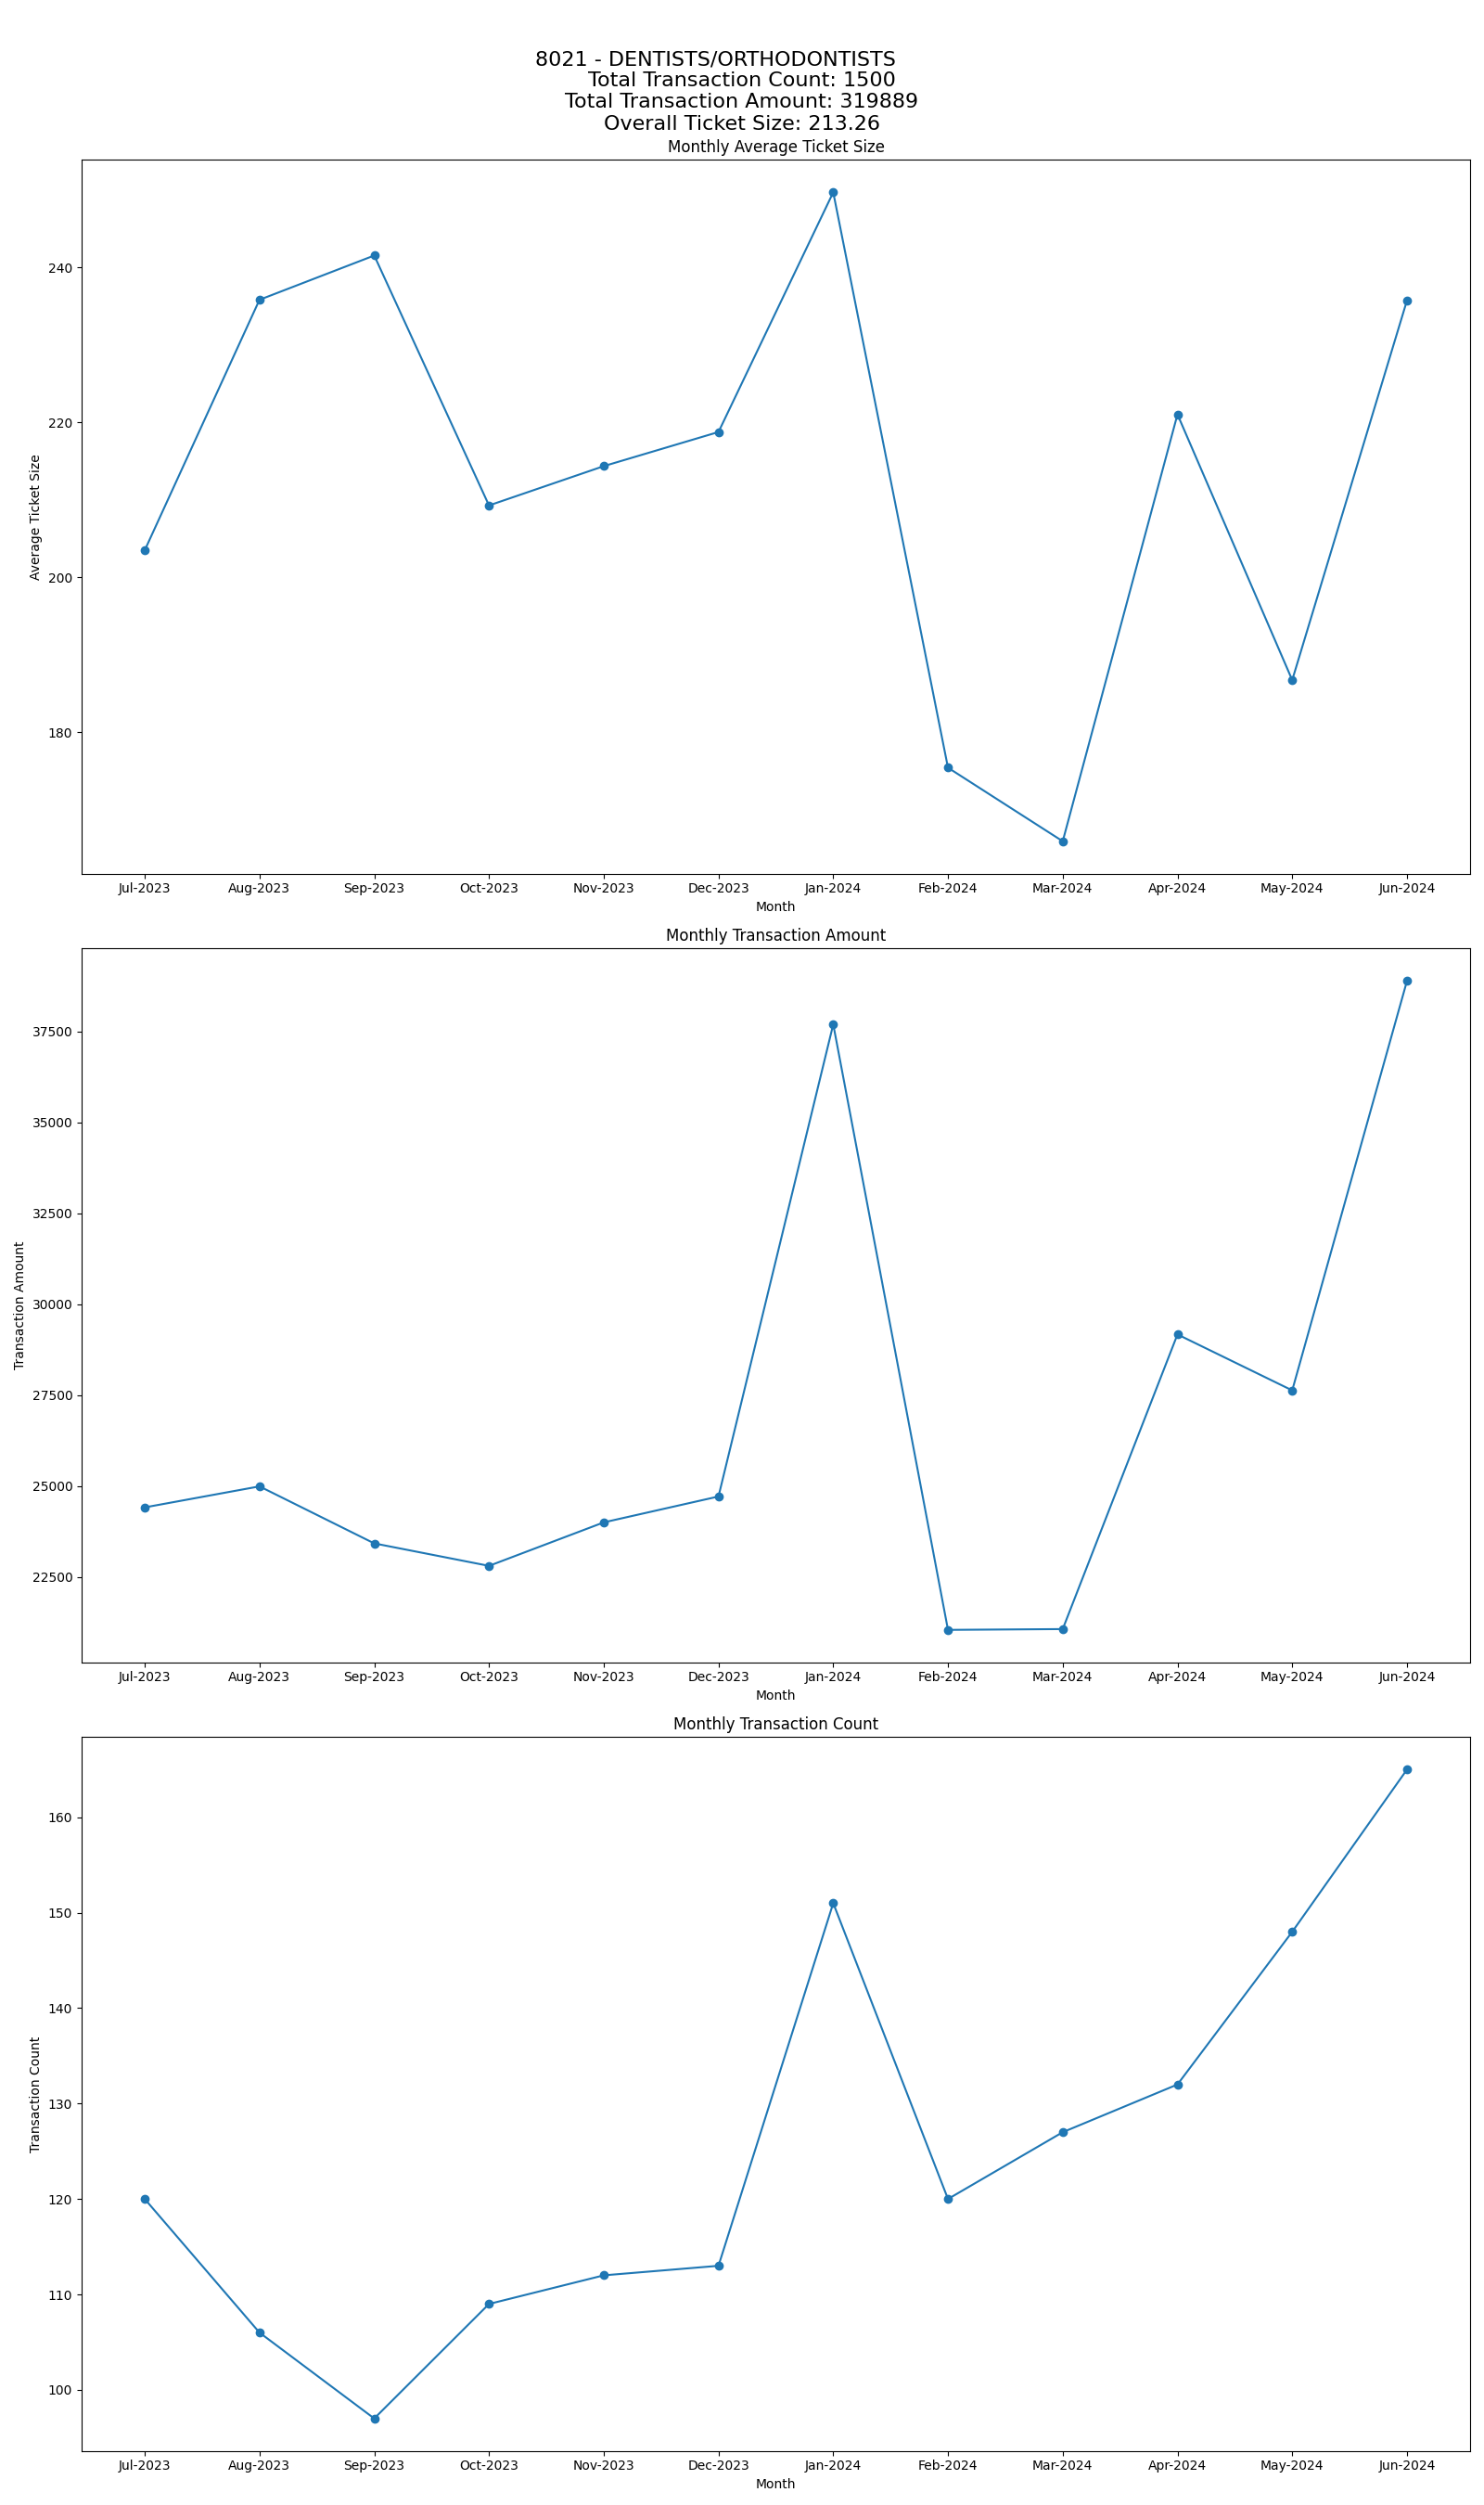 8021 - DENTISTS/ORTHODONTISTS
Total Transaction Count: 1500
Total Transaction Amount: 319889
Overall Ticket Size: 213.26
Monthly Average Ticket Size
240
220
200
180
Average Ticket Size
Jul-2023 Aug-2023 Sep-2023 Oct-2023 Nov-2023 Dec-2023 Jan-2024 Feb-2024 Mar-2024 Apr-2024 May-2024 Jun-2024
Month
Monthly Transaction Amount
37500
35000
32500
30000
27500
25000
22500
Transaction Amount
Jul-2023 Aug-2023 Sep-2023 Oct-2023 Nov-2023 Dec-2023 Jan-2024 Feb-2024 Mar-2024 Apr-2024 May-2024 Jun-2024
Month
Monthly Transaction Count
160
150
140
130
120
110
100
Transaction Count
Jul-2023 Aug-2023 Sep-2023 Oct-2023 Nov-2023 Dec-2023 Jan-2024 Feb-2024 Mar-2024 Apr-2024 May-2024 Jun-2024
Month